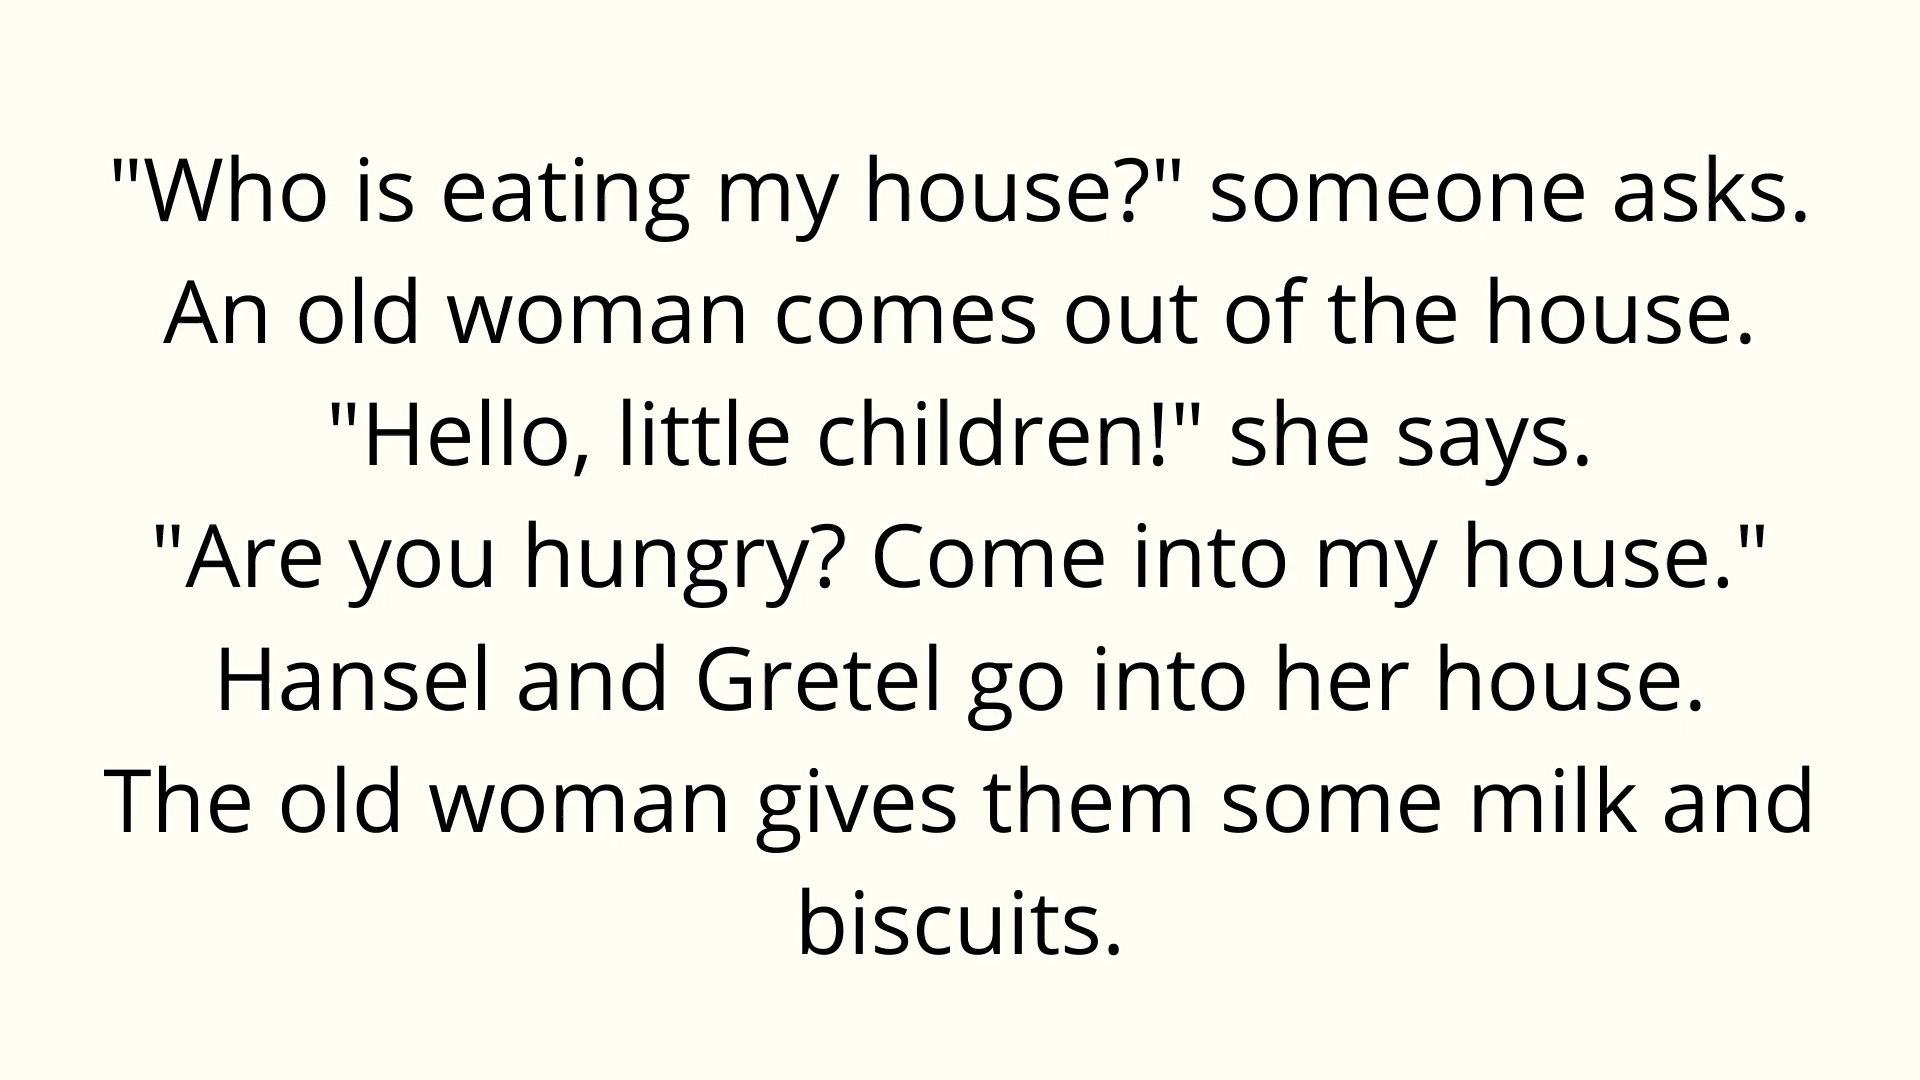 "Who is eating my house?" someone asks.
An old woman comes out of the house.
"Hello, little children!" she says.
"Are you hungry? Come into my house."
Hansel and Gretel go into her house.
The old woman gives them some milk and
biscuits.